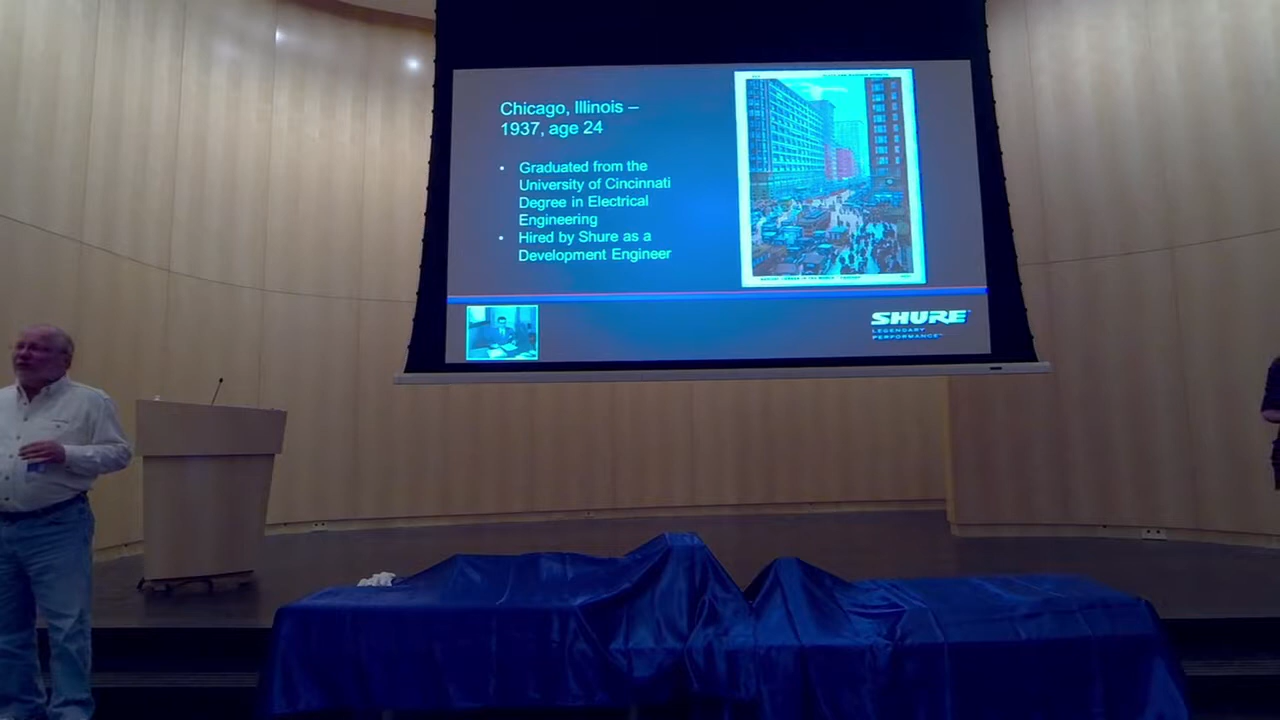 Chicago, Illinois –
1937, age 24
• Graduated from the
University of Cincinnati
Degree in Electrical
Engineering
• Hired by Shure as a
Development Engineer
SHURE
LEGENDARY
PERFORMANCE™